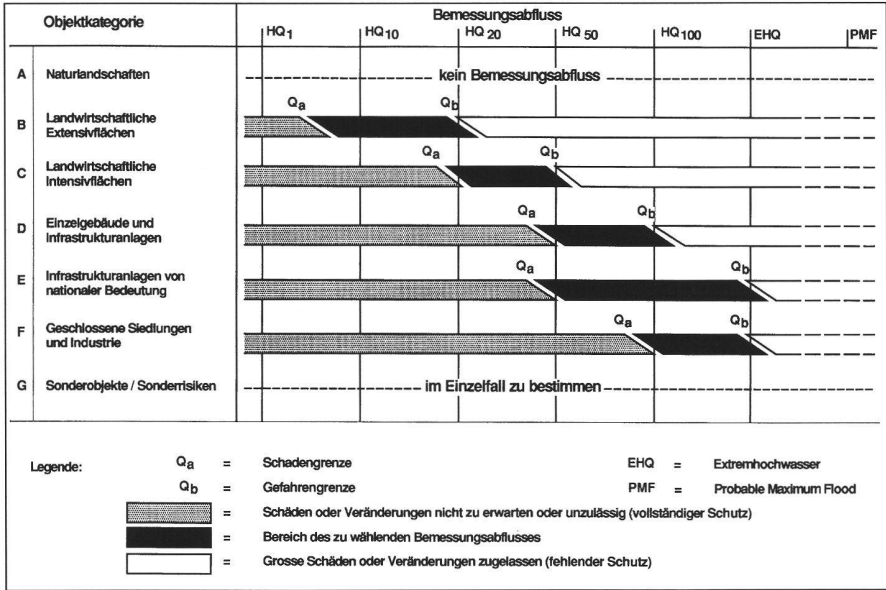 Objektkategorie
Bemessungsabfluss
HQ1 HQ10 HQ20 HQ50 HQ100 EHQ PMF
A Naturlandschaften kein Bemessungsabfluss
Qa Qb
B Landwirtschaftliche
Extensivflächen
Qa Qb
C Landwirtschaftliche
Intensivflächen
Qa Qb
D Einzelgebäude und
Infrastrukturanlagen
Qa Qb
E Infrastrukturanlagen von
nationaler Bedeutung
Qa Qb
F Geschlossene Siedlungen
und Industrie
G Sonderobjekte / Sonderrisiken im Einzelfall zu bestimmen
Legende: Qa = Schadengrenze EHQ = Extremhochwasser
Qb = Gefahrengrenze PMF = Probable Maximum Flood
= Schäden oder Veränderungen nicht zu erwarten oder unzulässig (vollständiger Schutz)
= Bereich des zu wählenden Bemessungsabflusses
= Grosse Schäden oder Veränderungen zugelassen (fehlender Schutz)